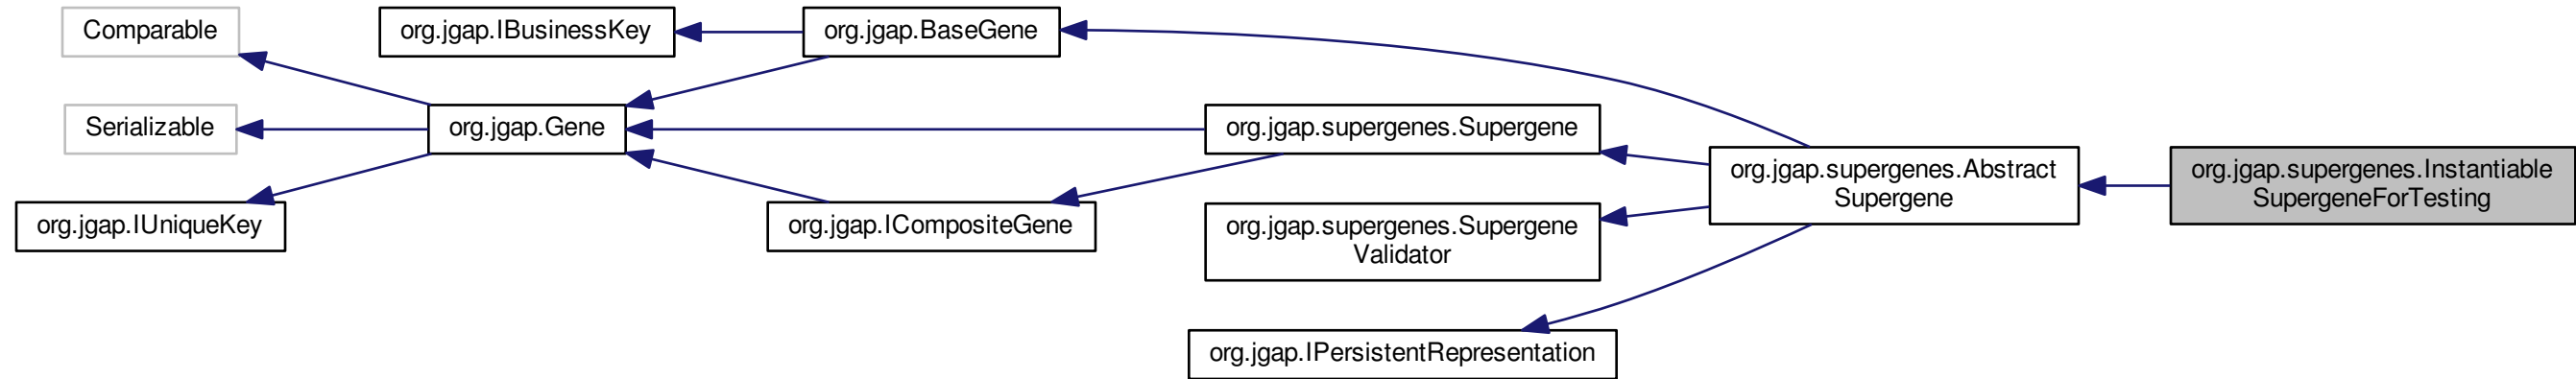 Comparable
org.jgap.IBusinessKey
org.jgap.BaseGene
Serializable
org.jgap.Gene
org.jgap.supergenes.Supergene
org.jgap.supergenes.Abstract
Supergene
org.jgap.supergenes.Instantiable
SupergeneForTesting
org.jgap.IUniqueKey
org.jgap.ICompositeGene
org.jgap.supergenes.Supergene
Validator
org.jgap.IPersistentRepresentation